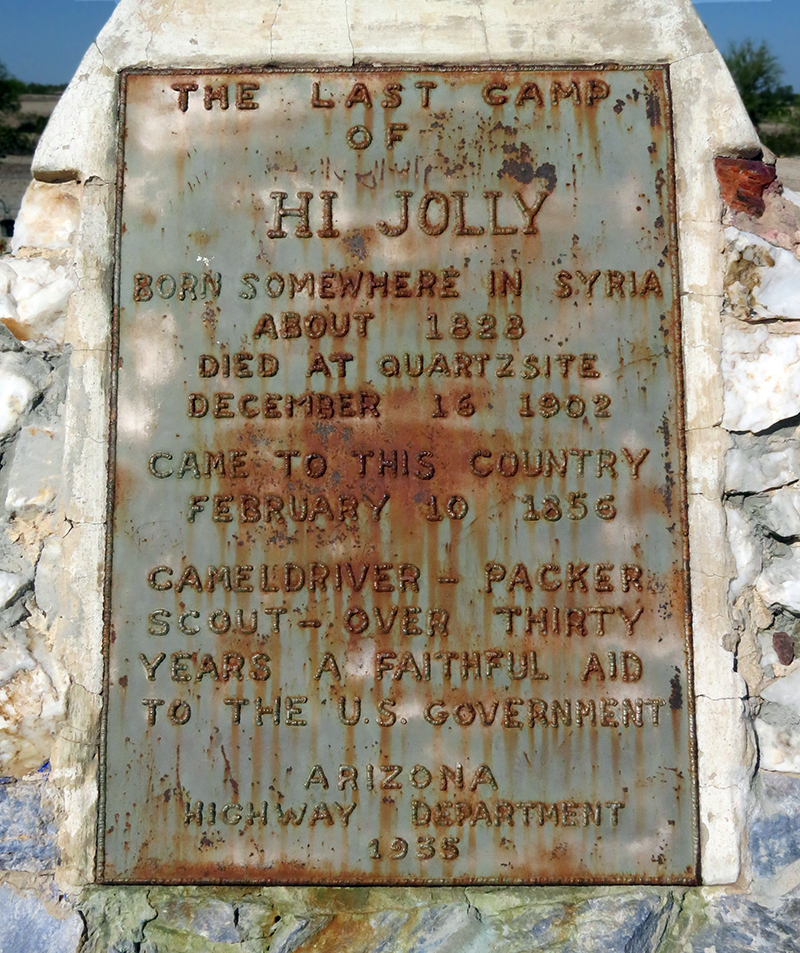 THE LAST CAMP
OF
HI JOLLY
BORN SOMEWHERE IN SYRIA
ABOUT 1828
DIED AT QUARTZSITE
DECEMBER 16 1902
CAME TO THIS COUNTRY
FEBRUARY 10 1856
CAMELDRIVER – PACKER
SCOUT – OVER THIRTY
YEARS A FAITHFUL AID
TO THE U.S. GOVERNMENT
ARIZONA
HIGHWAY DEPARTMENT
1935